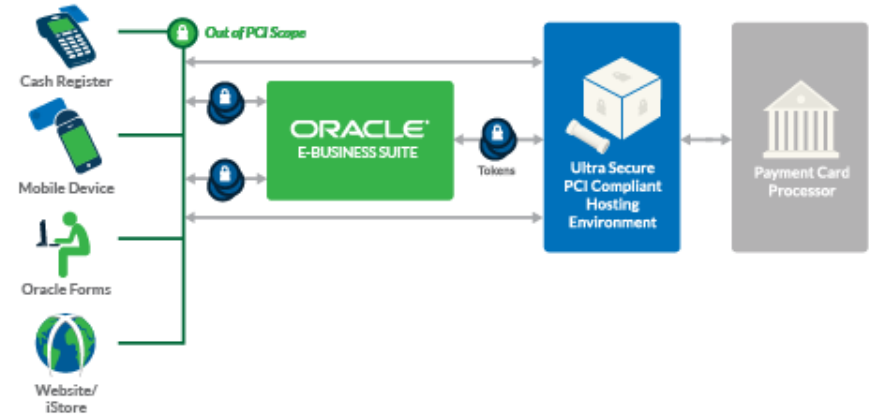 Out of PCI Scope
Cash Register
Mobile Device
Oracle Forms
Website/
iStore
ORACLE®
E-BUSINESS SUITE
Tokens
Ultra Secure
PCI Compliant
Hosting
Environment
Payment Card
Processor